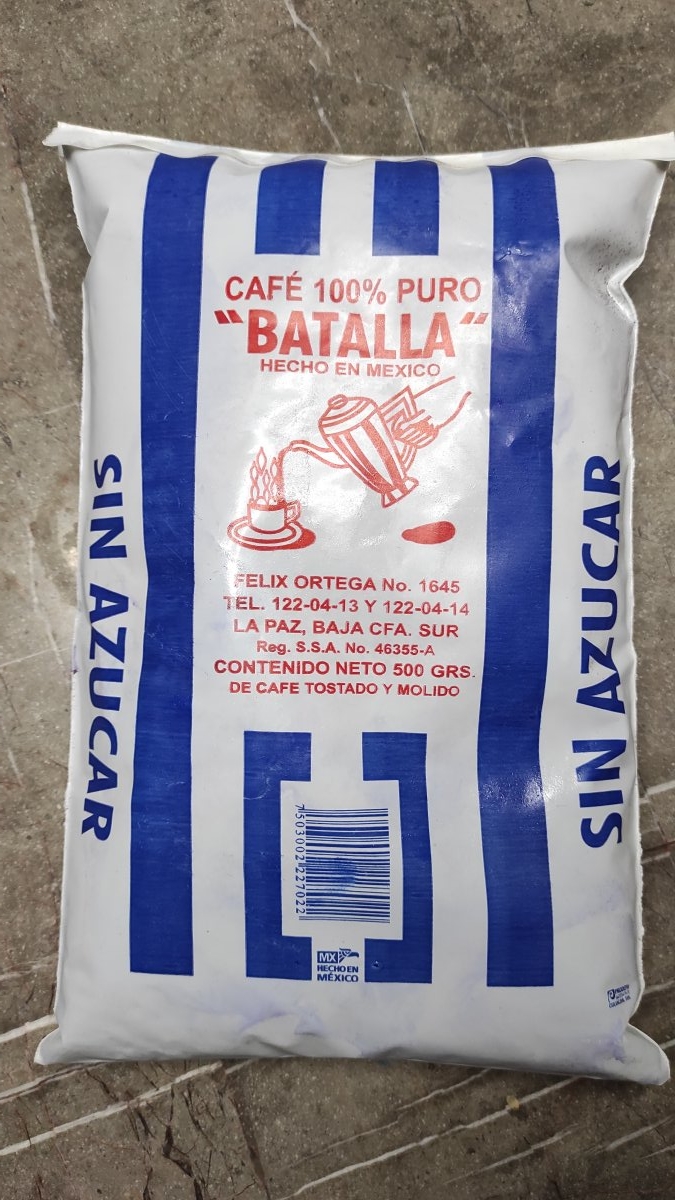 CAFÉ 100% PURO
"BATALLA"
HECHO EN MEXICO
FELIX ORTEGA No. 1645
TEL. 122-04-13 Y 122-04-14
LA PAZ, BAJA CFA. SUR
Reg. S.S.A. No. 46355-A
CONTENIDO NETO 500 GRS.
DE CAFE TOSTADO Y MOLIDO
SIN AZUCAR
SIN AZUCAR
7503002227022
MX
HECHO EN
MÉXICO